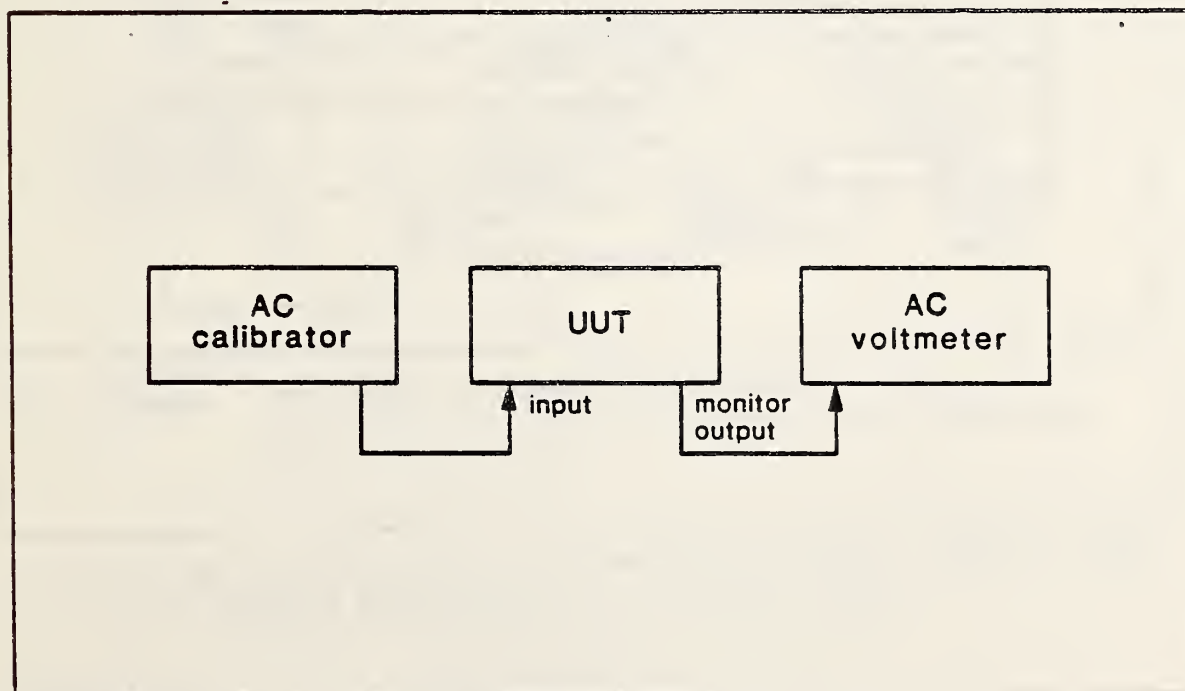 AC
calibrator
UUT
AC
voltmeter
input
monitor
output